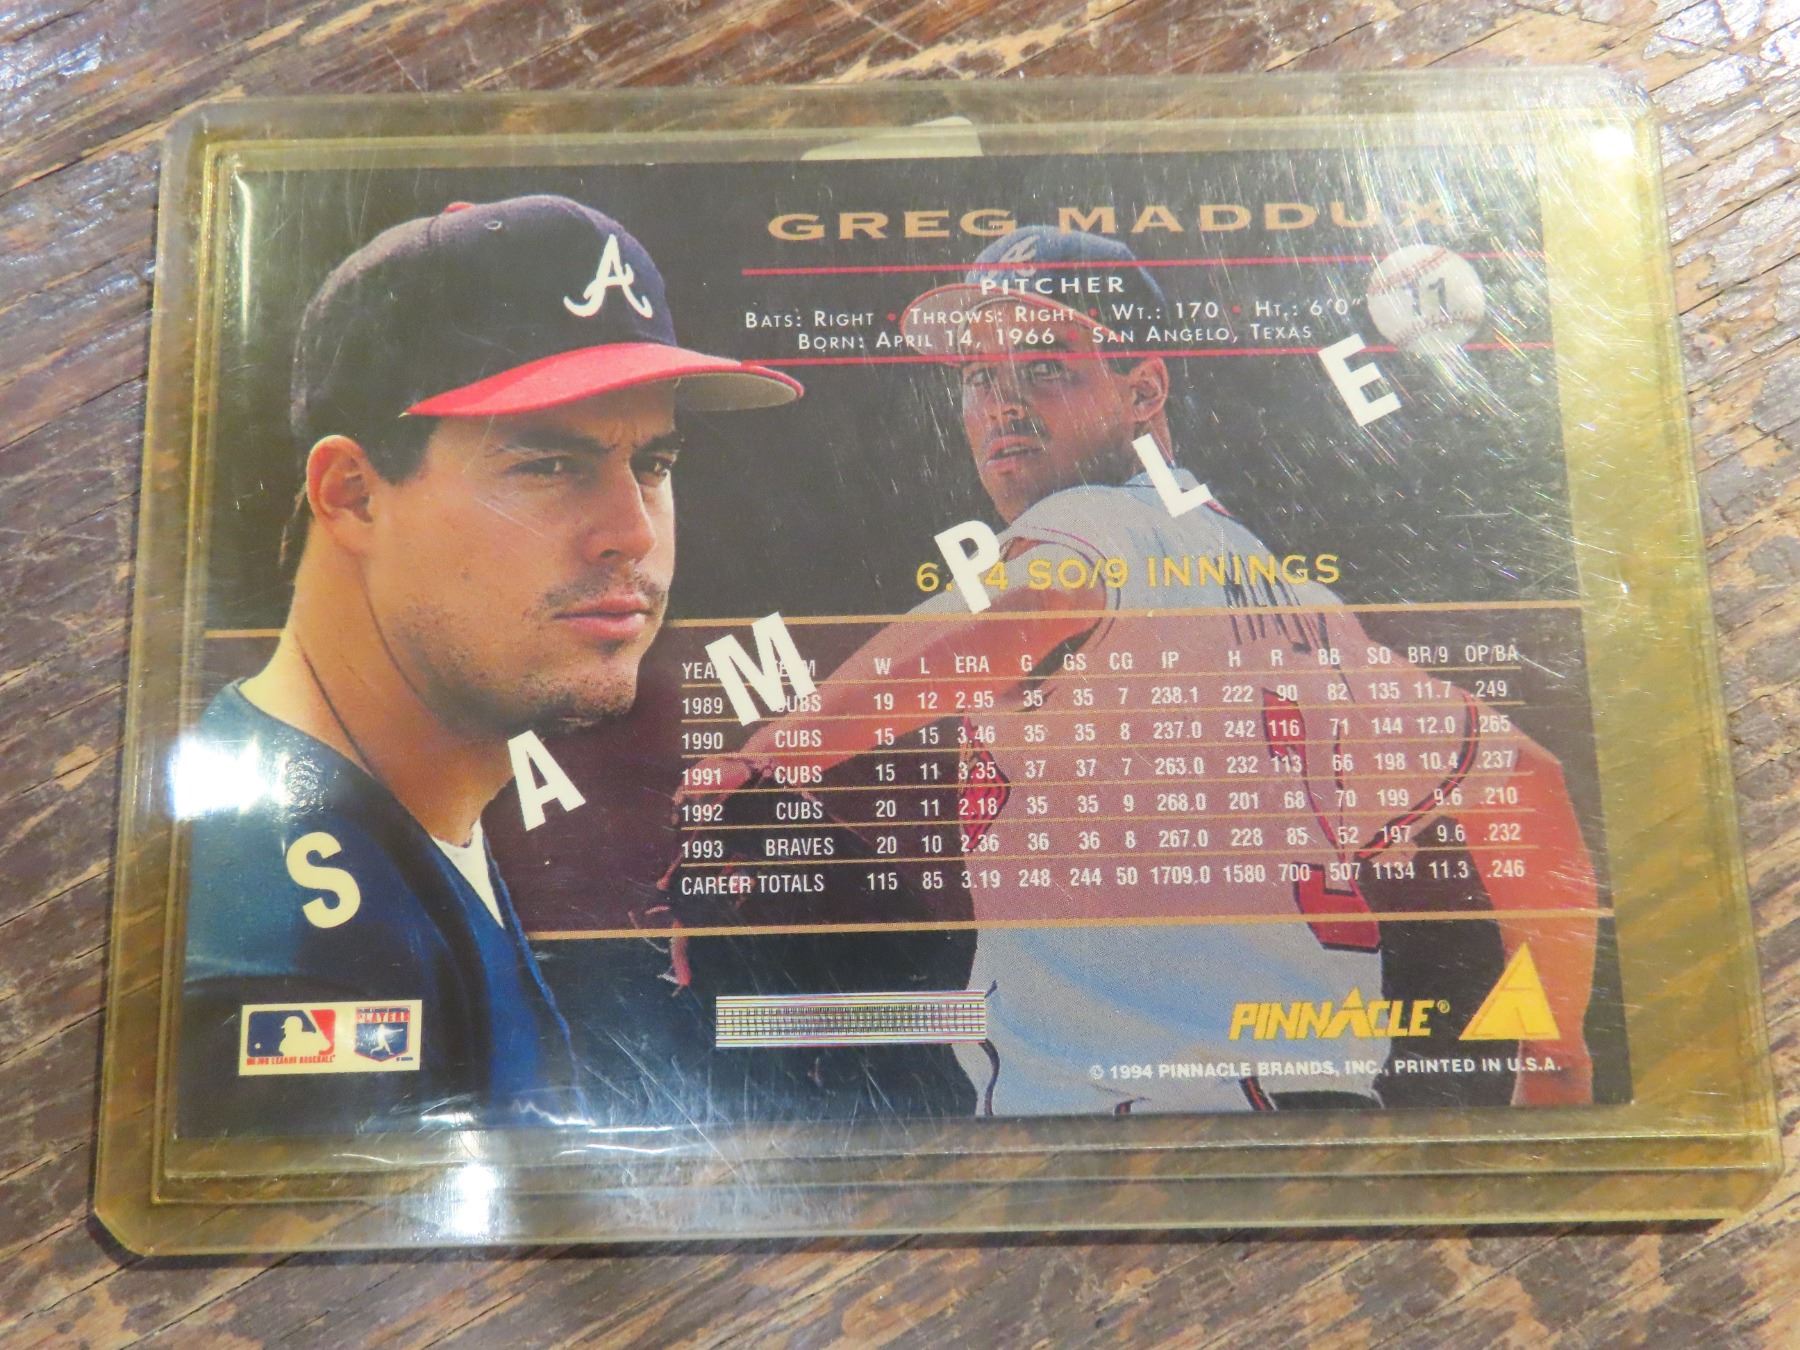 GREG MADDUX
PITCHER
11
BATS: RIGHT • THROWS: RIGHT • WT.: 170 • HT.: 6'0"
BORN: APRIL 14, 1966 • SAN ANGELO, TEXAS
SAMPLE
SO/9 INNINGS
W L ERA G GS CG IP H R BB SO BR/9 OP/BA
1989 CUBS 19 12 2.95 35 35 7 238.1 222 90 82 135 11.7 .249
1990 CUBS 15 15 3.46 35 35 8 237.0 242 116 71 144 12.0 .265
1991 CUBS 15 11 3.35 37 37 7 263.0 232 113 66 198 10.4 .237
1992 CUBS 20 11 2.18 35 35 9 268.0 201 68 70 199 9.6 .210
1993 BRAVES 20 10 2.36 36 36 8 267.0 228 85 52 197 9.6 .232
CAREER TOTALS 115 85 3.19 248 244 50 1709.0 1580 700 507 1134 11.3 .246
MAJOR LEAGUE BASEBALL
PLAYERS
PINNACLE®
© 1994 PINNACLE BRANDS, INC., PRINTED IN U.S.A.